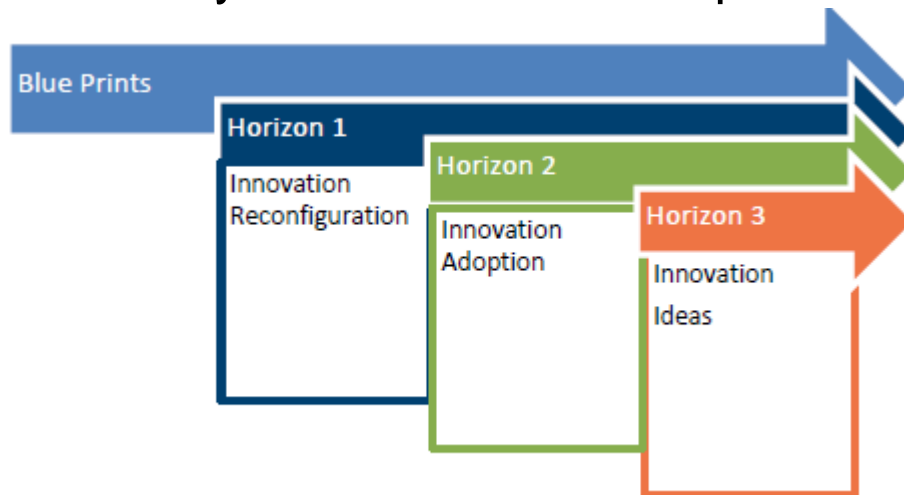 Blue Prints
Horizon 1
Innovation
Reconfiguration
Horizon 2
Innovation
Adoption
Horizon 3
Innovation
Ideas